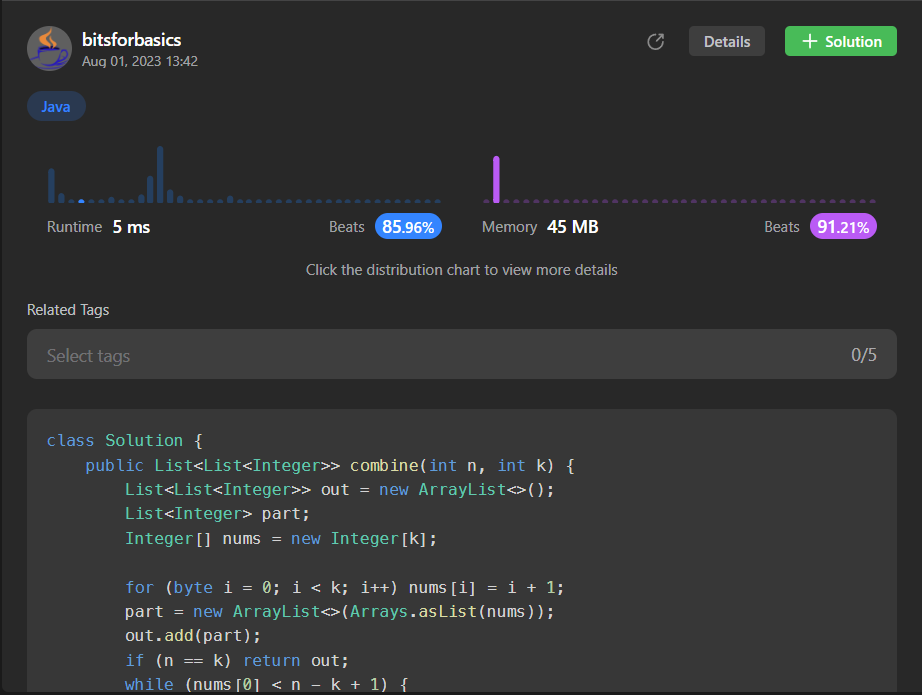 bitsforbasics
Aug 01, 2023 13:42
Details
+ Solution
Java
Runtime 5 ms
Beats 85.96%
Memory 45 MB
Beats 91.21%
Click the distribution chart to view more details
Related Tags
Select tags 0/5
class Solution {
    public List<List<Integer>> combine(int n, int k) {
        List<List<Integer>> out = new ArrayList<>();
        List<Integer> part;
        Integer[] nums = new Integer[k];
        for (byte i = 0; i < k; i++) nums[i] = i + 1;
        part = new ArrayList<>(Arrays.asList(nums));
        out.add(part);
        if (n == k) return out;
        while (nums[0] < n - k + 1) {